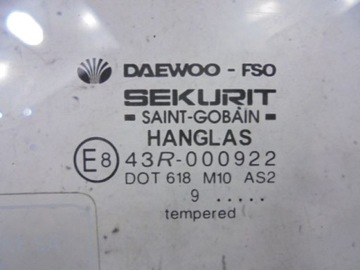 DAEWOO - FSO
SEKURIT
SAINT-GOBAIN
HANGLAS
E8 43R-000922
DOT 618 M10 AS2
9 .....
tempered